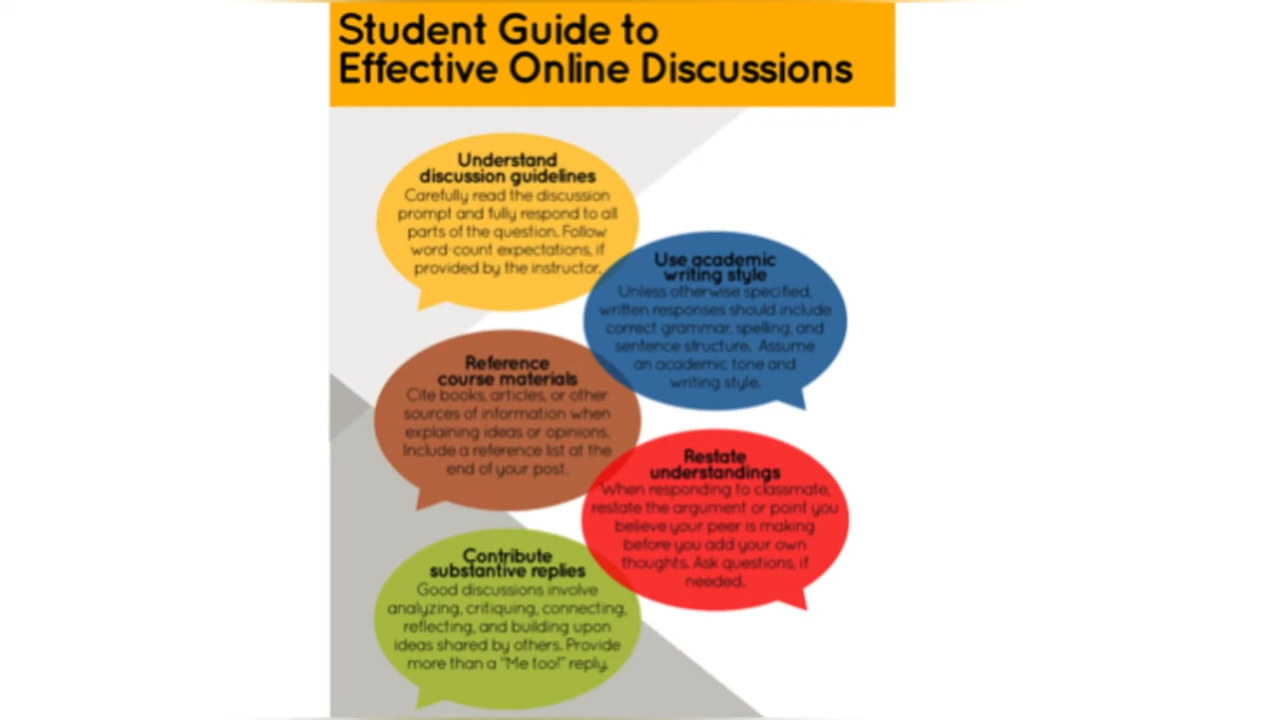 Student Guide to
Effective Online Discussions
Understand
discussion guidelines
Carefully read the discussion
prompt and fully respond to all
parts of the question. Follow
word-count expectations, if
provided by the instructor.
Use academic
writing style
Unless otherwise specified,
written responses should include
correct grammar, spelling, and
sentence structure. Assume
an academic tone and
writing style.
Reference
course materials
Cite books, articles, or other
sources of information when
explaining ideas or opinions.
Include a reference list at the
end of your post.
Restate
understandings
When responding to classmate,
restate the argument or point you
believe your peer is making
before you add your own
thoughts. Ask questions, if
needed.
Contribute
substantive replies
Good discussions involve
analyzing, critiquing, connecting,
reflecting, and building upon
ideas shared by others. Provide
more than a "Me too!" reply.